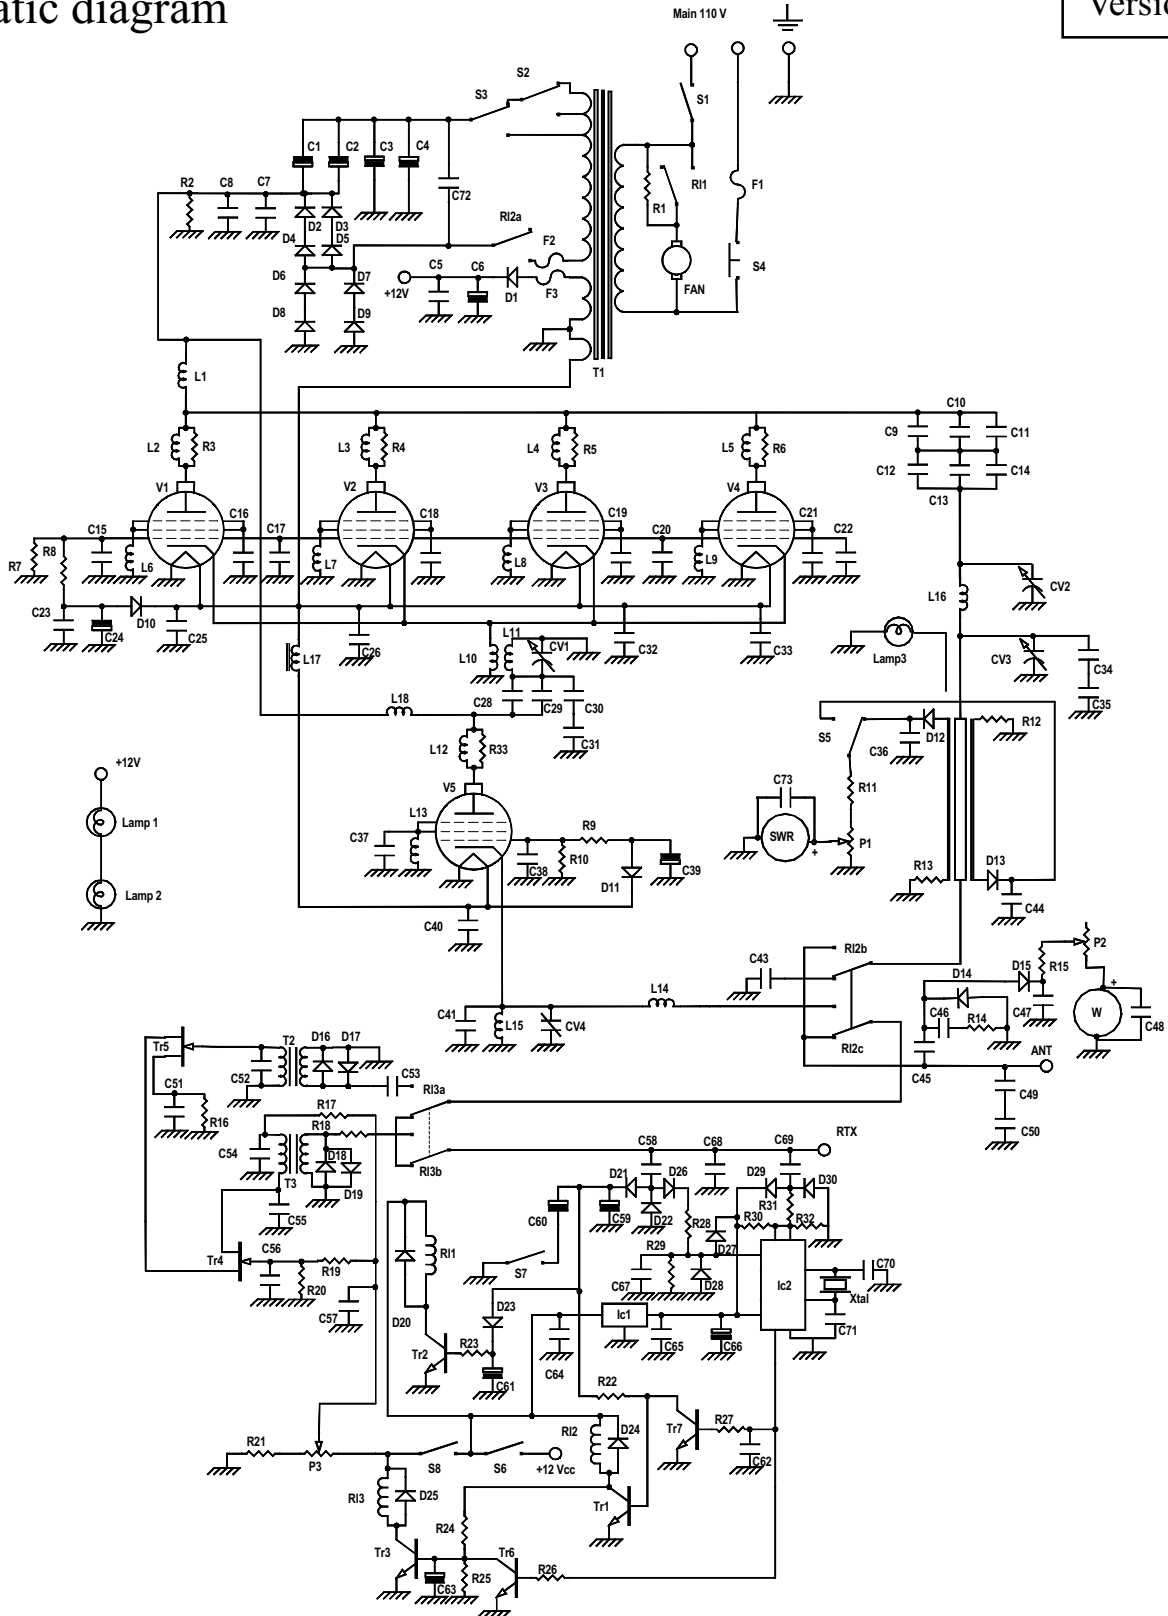 atic diagram
Versio
Main 110 V
S2
S3
S1
C1
C2
C3
C4
C72
R2
C8
C7
R1
Rl1
F1
D2
D3
D4
D5
Rl2a
F2
S4
D6
D7
+12V
C5
C6
D1
F3
FAN
D8
D9
T1
L1
C10
C9
C11
L2
R3
L3
R4
L4
R5
L5
R6
C12
C14
C13
V1
V2
V3
V4
C15
C16
C17
C18
C19
C20
C21
C22
R7
R8
L6
L7
L8
L9
L16
CV2
C23
C24
D10
C25
C26
C32
C33
L17
L10
L11
CV1
Lamp3
CV3
C34
C35
L18
C28
C29
C30
C31
S5
C36
D12
R12
L12
R33
+12V
V5
R11
C73
Lamp 1
L13
R9
SWR
+
P1
C37
C38
R10
D11
C39
R13
D13
Lamp 2
C44
C40
P2
Rl2b
C43
D14
D15
R15
L14
+
C46
R14
C47
W
C48
C41
L15
CV4
Rl2c
Tr5
T2
D16
D17
ANT
C52
C53
C45
C51
R16
R17
Rl3a
C49
R18
C50
C54
D18
D19
T3
Rl3b
RTX
C58
C68
C69
C55
D21
D26
D29
D30
C60
C59
D22
R28
D27
R30
R31
R32
Tr4
C56
R19
R20
Rl1
S7
R29
C67
D28
Ic2
C70
Xtal
C57
D20
D23
Ic1
C71
Tr2
R23
C61
C64
C65
C66
R22
R21
P3
S8
S6
+12 Vcc
Rl2
D24
Tr7
R27
C62
Rl3
D25
Tr1
R24
Tr3
Tr6
C63
R25
R26